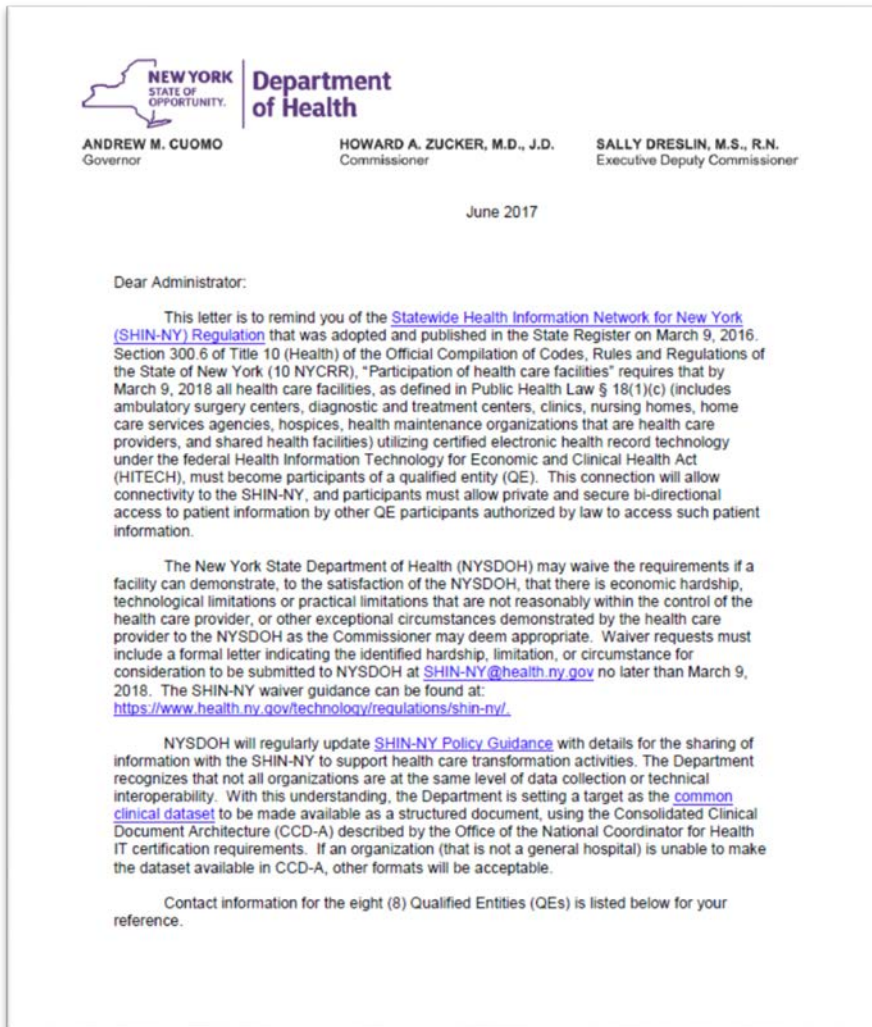 NEW YORK
STATE OF
OPPORTUNITY.
Department
of Health
ANDREW M. CUOMO
Governor
HOWARD A. ZUCKER, M.D., J.D.
Commissioner
SALLY DRESLIN, M.S., R.N.
Executive Deputy Commissioner
June 2017
Dear Administrator:
This letter is to remind you of the Statewide Health Information Network for New York
(SHIN-NY) Regulation that was adopted and published in the State Register on March 9, 2016.
Section 300.6 of Title 10 (Health) of the Official Compilation of Codes, Rules and Regulations of
the State of New York (10 NYCRR), “Participation of health care facilities” requires that by
March 9, 2018 all health care facilities, as defined in Public Health Law § 18(1)(c) (includes
ambulatory surgery centers, diagnostic and treatment centers, clinics, nursing homes, home
care services agencies, hospices, health maintenance organizations that are health care
providers, and shared health facilities) utilizing certified electronic health record technology
under the federal Health Information Technology for Economic and Clinical Health Act
(HITECH), must become participants of a qualified entity (QE). This connection will allow
connectivity to the SHIN-NY, and participants must allow private and secure bi-directional
access to patient information by other QE participants authorized by law to access such patient
information.
The New York State Department of Health (NYSDOH) may waive the requirements if a
facility can demonstrate, to the satisfaction of the NYSDOH, that there is economic hardship,
technological limitations or practical limitations that are not reasonably within the control of the
health care provider, or other exceptional circumstances demonstrated by the health care
provider to the NYSDOH as the Commissioner may deem appropriate. Waiver requests must
include a formal letter indicating the identified hardship, limitation, or circumstance for
consideration to be submitted to NYSDOH at SHIN-NY@health.ny.gov no later than March 9,
2018. The SHIN-NY waiver guidance can be found at:
https://www.health.ny.gov/technology/regulations/shin-ny/.
NYSDOH will regularly update SHIN-NY Policy Guidance with details for the sharing of
information with the SHIN-NY to support health care transformation activities. The Department
recognizes that not all organizations are at the same level of data collection or technical
interoperability. With this understanding, the Department is setting a target as the common
clinical dataset to be made available as a structured document, using the Consolidated Clinical
Document Architecture (CCD-A) described by the Office of the National Coordinator for Health
IT certification requirements. If an organization (that is not a general hospital) is unable to make
the dataset available in CCD-A, other formats will be acceptable.
Contact information for the eight (8) Qualified Entities (QEs) is listed below for your
reference.